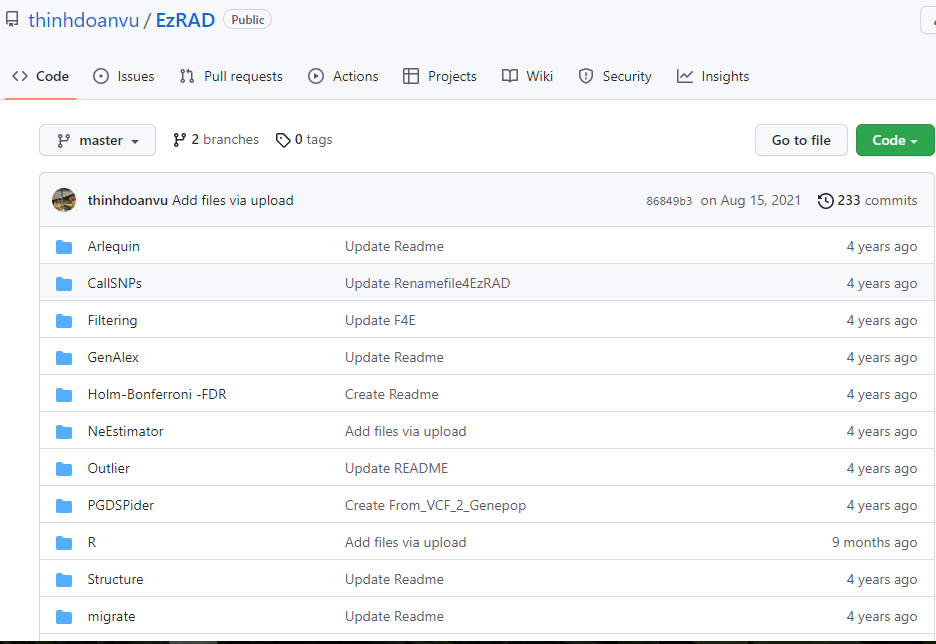 thinhdoanvu / EzRAD Public
Code Issues Pull requests Actions Projects Wiki Security Insights
master 2 branches 0 tags Go to file Code
thinhdoanvu Add files via upload 86849b3 on Aug 15, 2021 233 commits
Arlequin Update Readme 4 years ago
CallSNPs Update Renamefile4EzRAD 4 years ago
Filtering Update F4E 4 years ago
GenAlex Update Readme 4 years ago
Holm-Bonferroni -FDR Create Readme 4 years ago
NeEstimator Add files via upload 4 years ago
Outlier Update README 4 years ago
PGDSPider Create From_VCF_2_Genepop 4 years ago
R Add files via upload 9 months ago
Structure Update Readme 4 years ago
migrate Update Readme 4 years ago